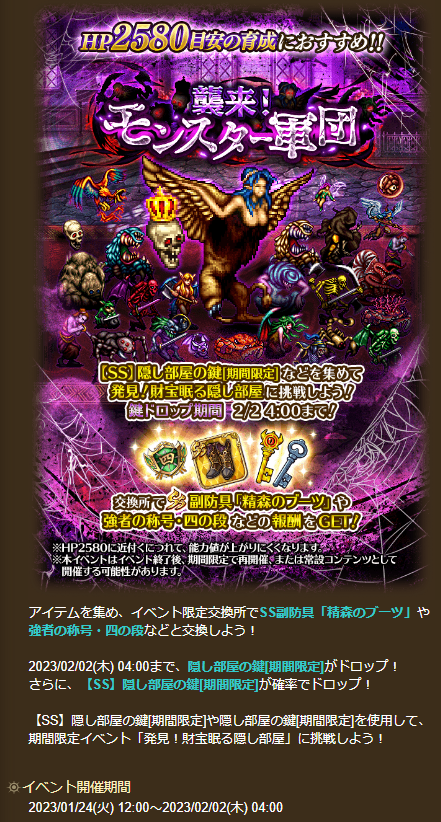 HP2580目安の育成におすすめ!!
襲来!
モンスター軍団
【SS】隠し部屋の鍵[期間限定]などを集めて
発見!財宝眠る隠し部屋に挑戦しよう!
鍵ドロップ期間 2/2 4:00まで!
四
交換所でSS副防具「精森のブーツ」や
強者の称号・四の段などの報酬をGET!
※HP2580に近付くにつれて、能力値が上がりにくくなります。
※本イベントはイベント終了後、期間限定で再開催、または常設コンテンツとして
開催する可能性があります。
アイテムを集め、イベント限定交換所でSS副防具「精森のブーツ」や
強者の称号・四の段などと交換しよう!
2023/02/02(木) 04:00まで、隠し部屋の鍵[期間限定]がドロップ!
さらに、【SS】隠し部屋の鍵[期間限定]が確率でドロップ!
【SS】隠し部屋の鍵[期間限定]や隠し部屋の鍵[期間限定]を使用して、
期間限定イベント「発見!財宝眠る隠し部屋」に挑戦しよう!
イベント開催期間
2023/01/24(火) 12:00～2023/02/02(木) 04:00